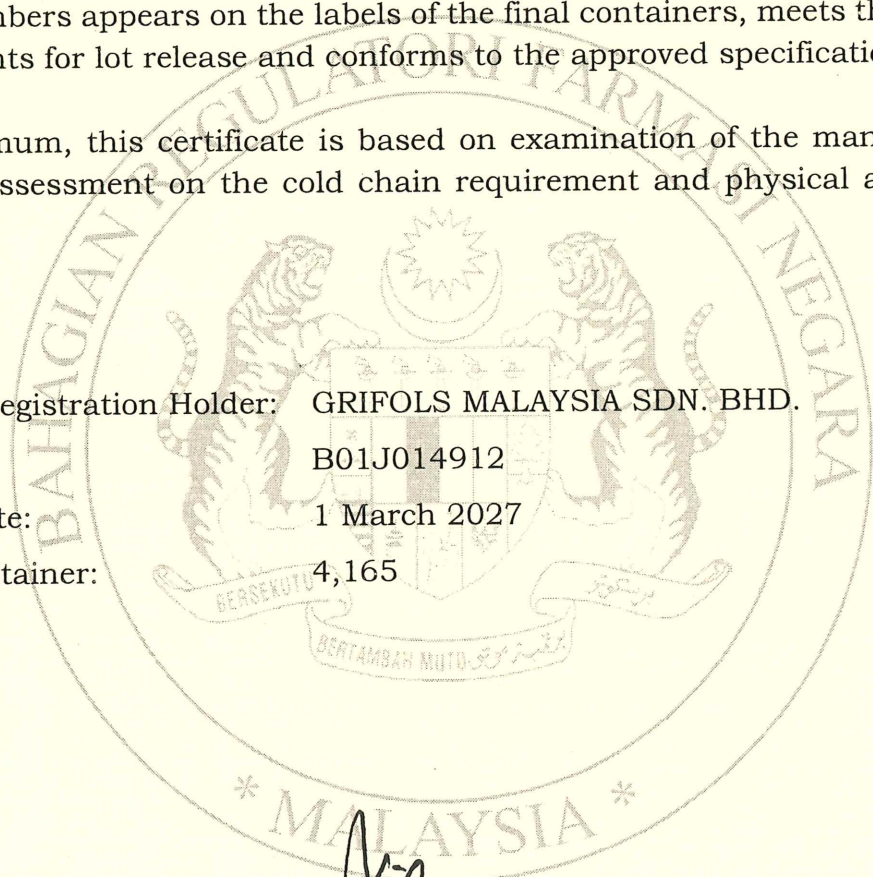 nbers appears on the labels of the final containers, meets th
nts for lot release and conforms to the approved specificatio
num, this certificate is based on examination of the man
ssessment on the cold chain requirement and physical a
egistration Holder: GRIFOLS MALAYSIA SDN. BHD.
B01J014912
te: 1 March 2027
tainer: 4,165
BAHAGIAN REGULATORI FARMASI NEGARA
BERSEKUTU
BERTAMBAH MUTU
* MALAYSIA *